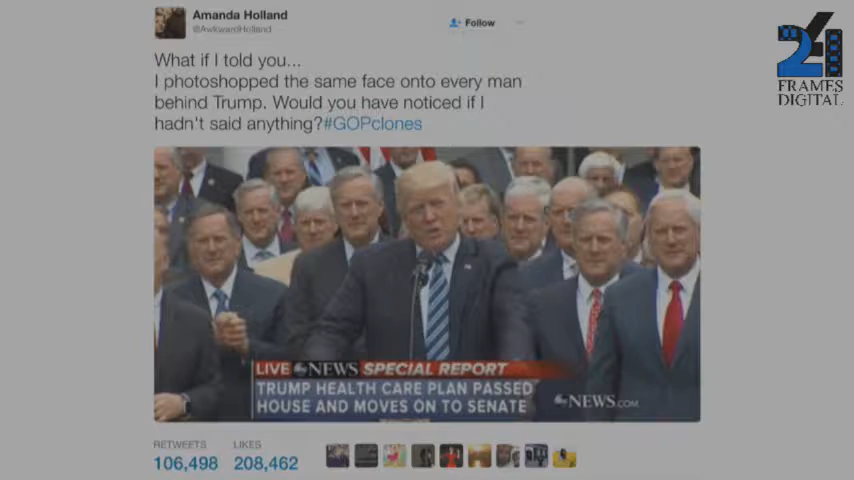 Amanda Holland
@AwkwardHolland
Follow
What if I told you...
I photoshopped the same face onto every man
behind Trump. Would you have noticed if I
hadn't said anything?#GOPclones
LIVE abc NEWS SPECIAL REPORT
TRUMP HEALTH CARE PLAN PASSED
HOUSE AND MOVES ON TO SENATE
abc NEWS.COM
RETWEETS LIKES
106,498 208,462
24
FRAMES
DIGITAL